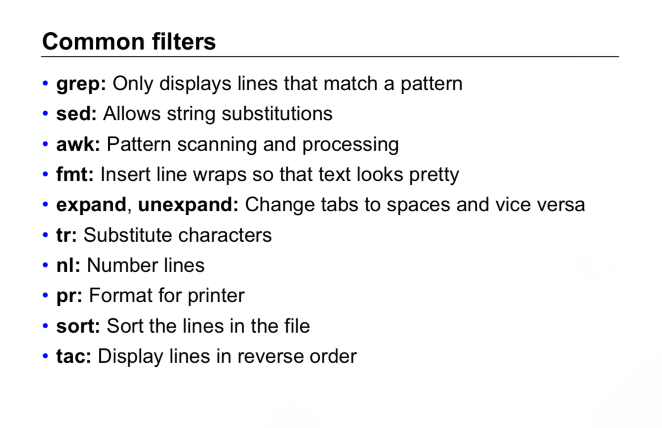 Common filters
• grep: Only displays lines that match a pattern
• sed: Allows string substitutions
• awk: Pattern scanning and processing
• fmt: Insert line wraps so that text looks pretty
• expand, unexpand: Change tabs to spaces and vice versa
• tr: Substitute characters
• nl: Number lines
• pr: Format for printer
• sort: Sort the lines in the file
• tac: Display lines in reverse order